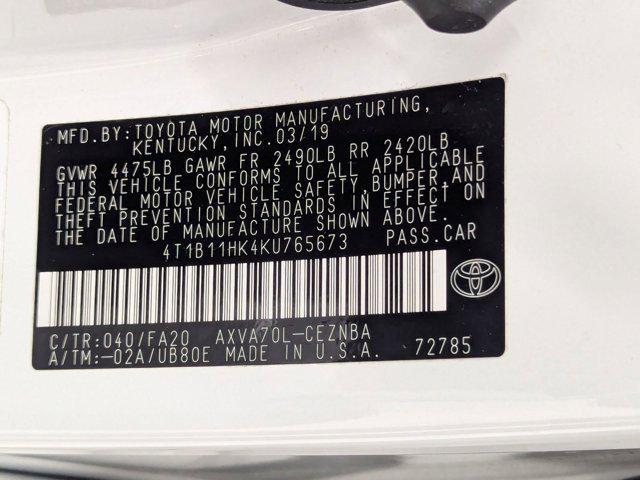 MFD.BY: TOYOTA MOTOR MANUFACTURING,
KENTUCKY, INC. 03/19
GVWR 4475LB GAWR FR 2490LB RR 2420LB
THIS VEHICLE CONFORMS TO ALL APPLICABLE
FEDERAL MOTOR VEHICLE SAFETY, BUMPER, AND
THEFT PREVENTION STANDARDS IN EFFECT ON
THE DATE OF MANUFACTURE SHOWN ABOVE.
4T1B11HK4KU765673 PASS.CAR
C/TR: 040/FA20 AXVA70L-CEZNBA
A/TM: -02A/UB80E MADE IN U.S.A. 72785